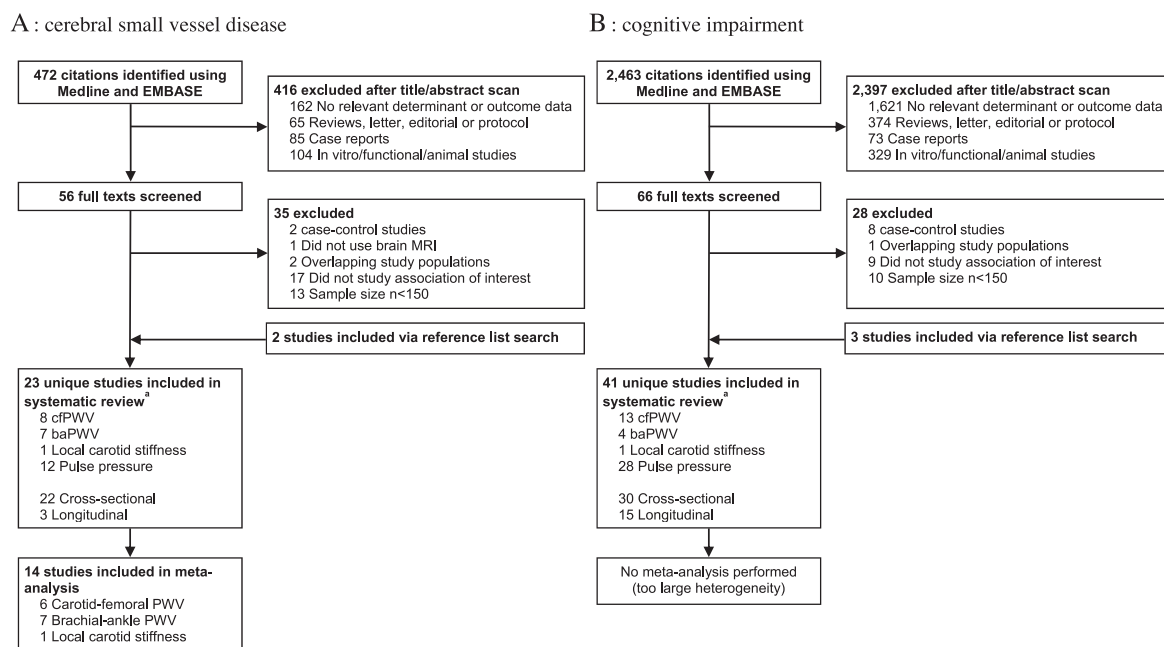 A : cerebral small vessel disease
472 citations identified using
Medline and EMBASE
416 excluded after title/abstract scan
162 No relevant determinant or outcome data
65 Reviews, letter, editorial or protocol
85 Case reports
104 In vitro/functional/animal studies
56 full texts screened
35 excluded
2 case-control studies
1 Did not use brain MRI
2 Overlapping study populations
17 Did not study association of interest
13 Sample size n<150
2 studies included via reference list search
23 unique studies included in
systematic review a
8 cfPWV
7 baPWV
1 Local carotid stiffness
12 Pulse pressure
22 Cross-sectional
3 Longitudinal
14 studies included in meta-
analysis
6 Carotid-femoral PWV
7 Brachial-ankle PWV
1 Local carotid stiffness
B : cognitive impairment
2,463 citations identified using
Medline and EMBASE
2,397 excluded after title/abstract scan
1,621 No relevant determinant or outcome data
374 Reviews, letter, editorial or protocol
73 Case reports
329 In vitro/functional/animal studies
66 full texts screened
28 excluded
8 case-control studies
1 Overlapping study populations
9 Did not study association of interest
10 Sample size n<150
3 studies included via reference list search
41 unique studies included in
systematic review a
13 cfPWV
4 baPWV
1 Local carotid stiffness
28 Pulse pressure
30 Cross-sectional
15 Longitudinal
No meta-analysis performed
(too large heterogeneity)